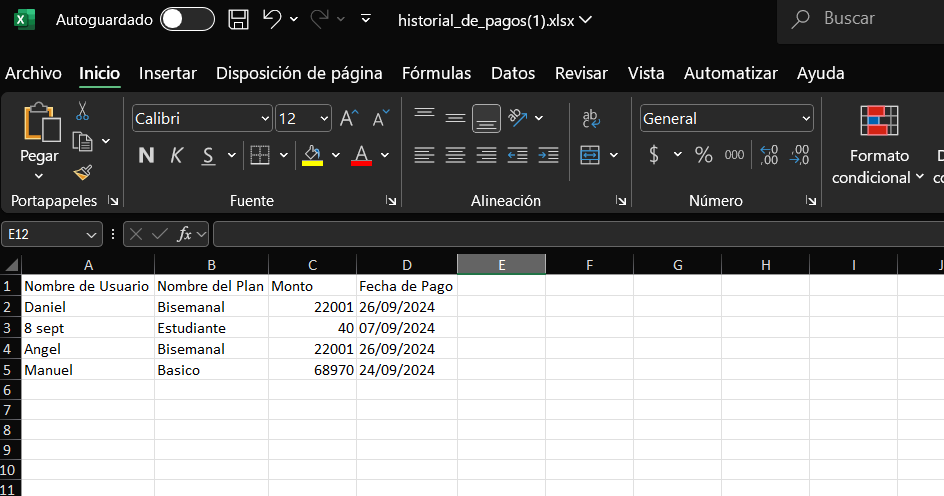 Autoguardado historial_de_pagos(1).xlsx Buscar
Archivo Inicio Insertar Disposición de página Fórmulas Datos Revisar Vista Automatizar Ayuda
Pegar Calibri 12 A A ab General
N K S A $ % 000 ,00 ,00 Formato condicional
Portapapeles Fuente Alineación Número
E12 fx
A B C D E F G H I J
1 Nombre de Usuario Nombre del Plan Monto Fecha de Pago
2 Daniel Bisemanal 22001 26/09/2024
3 8 sept Estudiante 40 07/09/2024
4 Angel Bisemanal 22001 26/09/2024
5 Manuel Basico 68970 24/09/2024
6
7
8
9
10
11